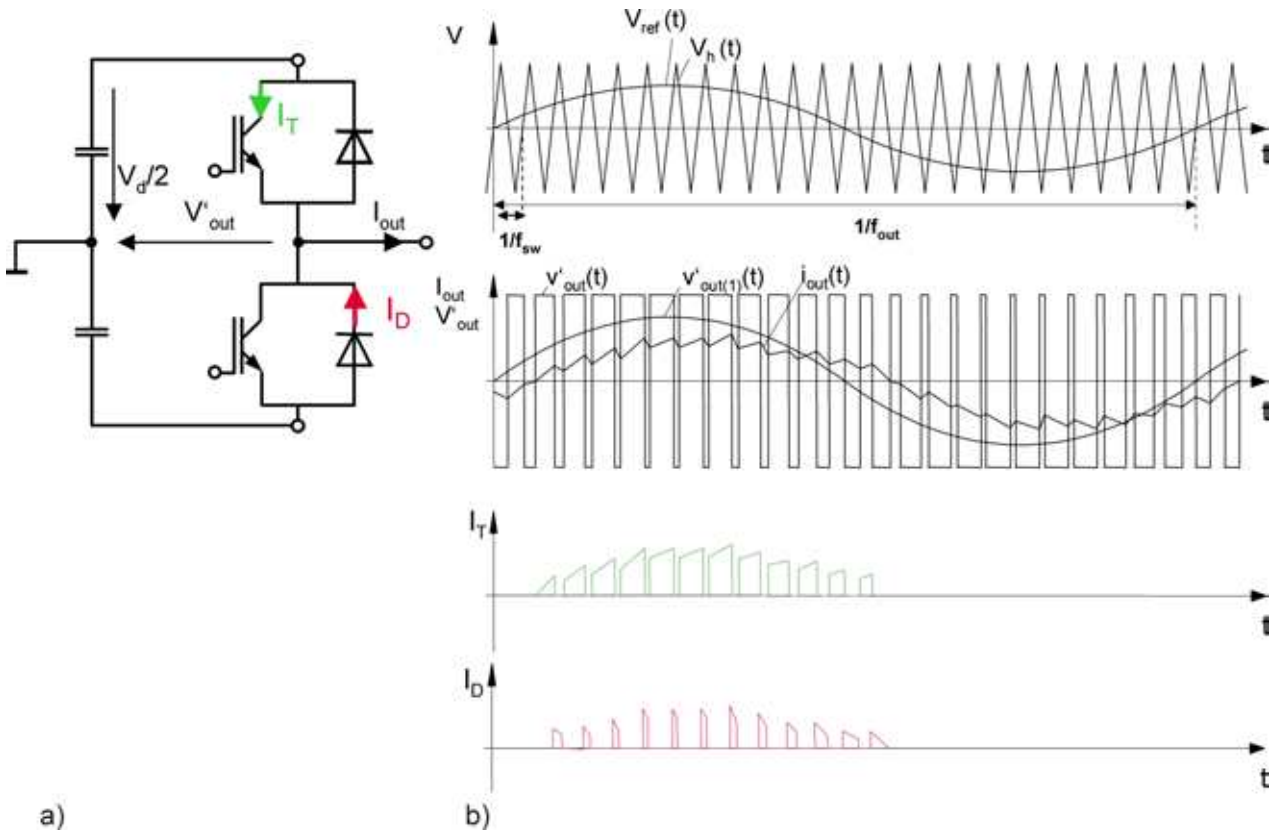 I_T
V_d/2
V'_out
I_out
I_D
a)
V
V_ref(t)
V_h(t)
t
1/f_sw
1/f_out
I_out
V'_out
v'_out(t)
v'_out(1)(t)
i_out(t)
t
I_T
t
I_D
t
b)